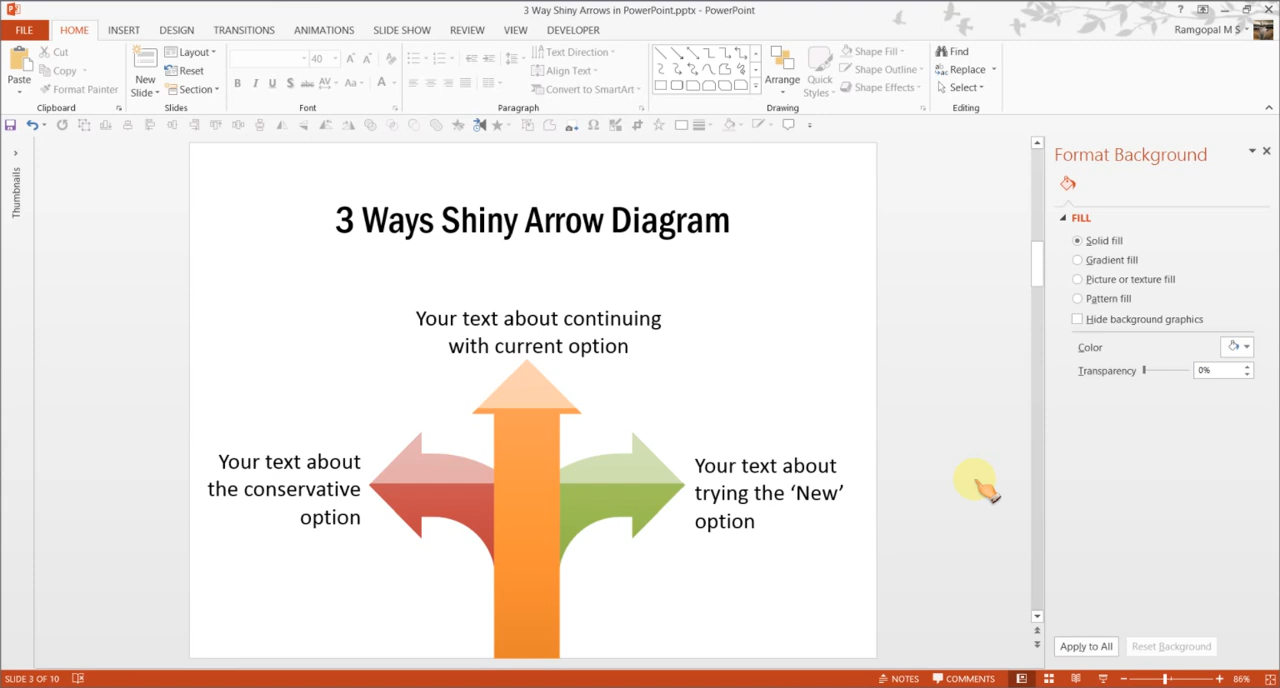 3 Way Shiny Arrows in PowerPoint.pptx - PowerPoint
FILE HOME INSERT DESIGN TRANSITIONS ANIMATIONS SLIDE SHOW REVIEW VIEW DEVELOPER
Ramgopal M S
Paste
Cut
Copy
Format Painter
Clipboard
New
Slide
Layout
Reset
Section
Slides
40
B I U S abc AV Aa A
Font
Text Direction
Align Text
Convert to SmartArt
Paragraph
Arrange
Quick
Styles
Shape Fill
Shape Outline
Shape Effects
Drawing
Find
Replace
Select
Editing
Thumbnails
3 Ways Shiny Arrow Diagram
Your text about continuing
with current option
Your text about
the conservative
option
Your text about
trying the ‘New’
option
Format Background
FILL
Solid fill
Gradient fill
Picture or texture fill
Pattern fill
Hide background graphics
Color
Transparency 0%
Apply to All Reset Background
SLIDE 3 OF 10
NOTES COMMENTS 86%